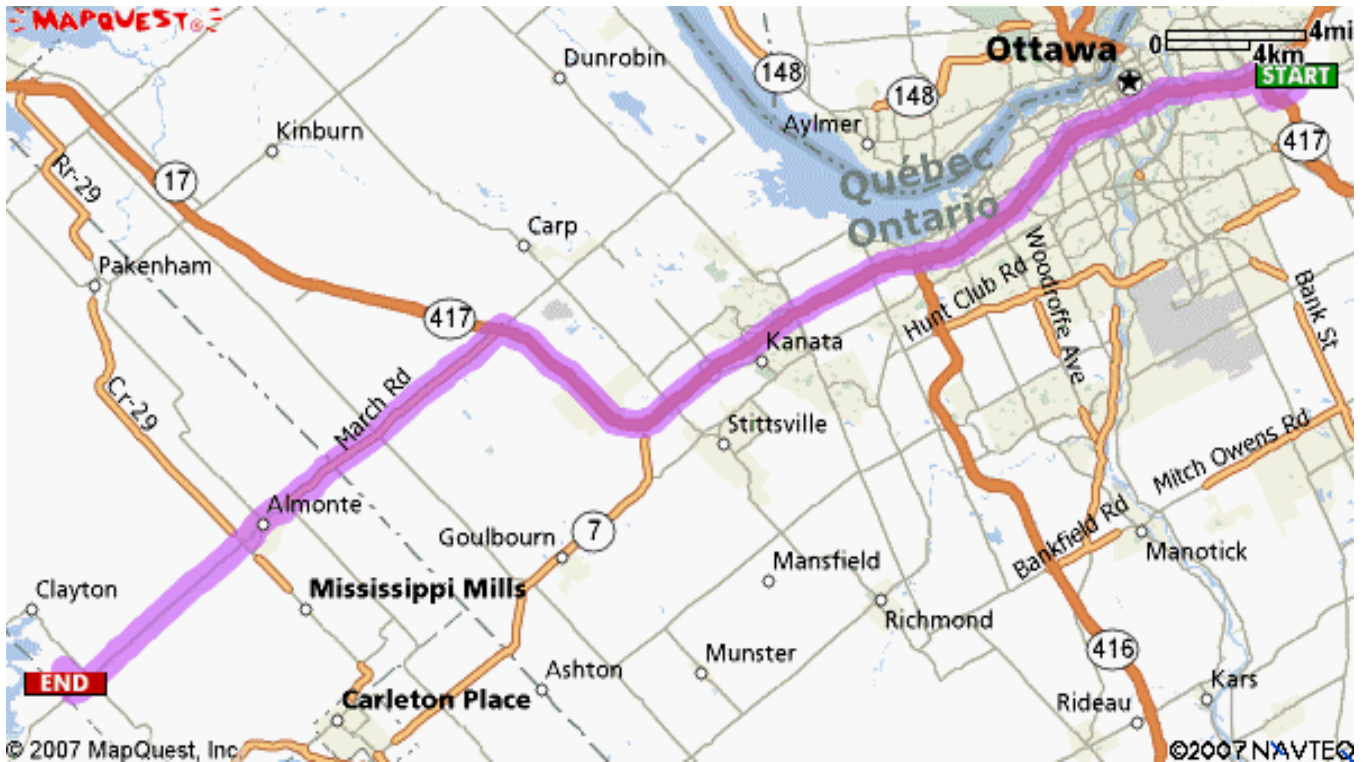 MAPQUEST®
Dunrobin
148
148
Ottawa
0
4mi
4km
START
417
Aylmer
Québec
Ontario
Kinburn
17
Rr-29
Carp
Pakenham
417
Woodroffe Ave
Hunt Club Rd
Bank St
Kanata
March Rd
Cr-29
Stittsville
Mitch Owens Rd
Almonte
Goulbourn
7
Bankfield Rd
Manotick
Mansfield
Mississippi Mills
Clayton
Richmond
416
Munster
Ashton
END
Carleton Place
Kars
Rideau
© 2007 MapQuest, Inc
©2007 NAVTEQ